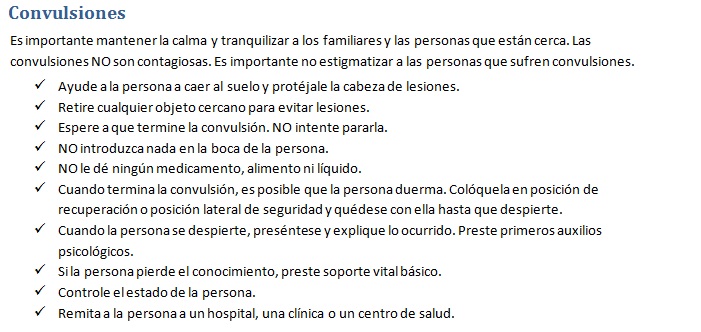 Convulsiones
Es importante mantener la calma y tranquilizar a los familiares y las personas que están cerca. Las
convulsiones NO son contagiosas. Es importante no estigmatizar a las personas que sufren convulsiones.
✓ Ayude a la persona a caer al suelo y protéjale la cabeza de lesiones.
✓ Retire cualquier objeto cercano para evitar lesiones.
✓ Espere a que termine la convulsión. NO intente pararla.
✓ NO introduzca nada en la boca de la persona.
✓ NO le dé ningún medicamento, alimento ni líquido.
✓ Cuando termina la convulsión, es posible que la persona duerma. Colóquela en posición de
recuperación o posición lateral de seguridad y quédese con ella hasta que despierte.
✓ Cuando la persona se despierte, preséntese y explique lo ocurrido. Preste primeros auxilios
psicológicos.
✓ Si la persona pierde el conocimiento, preste soporte vital básico.
✓ Controle el estado de la persona.
✓ Remita a la persona a un hospital, una clínica o un centro de salud.